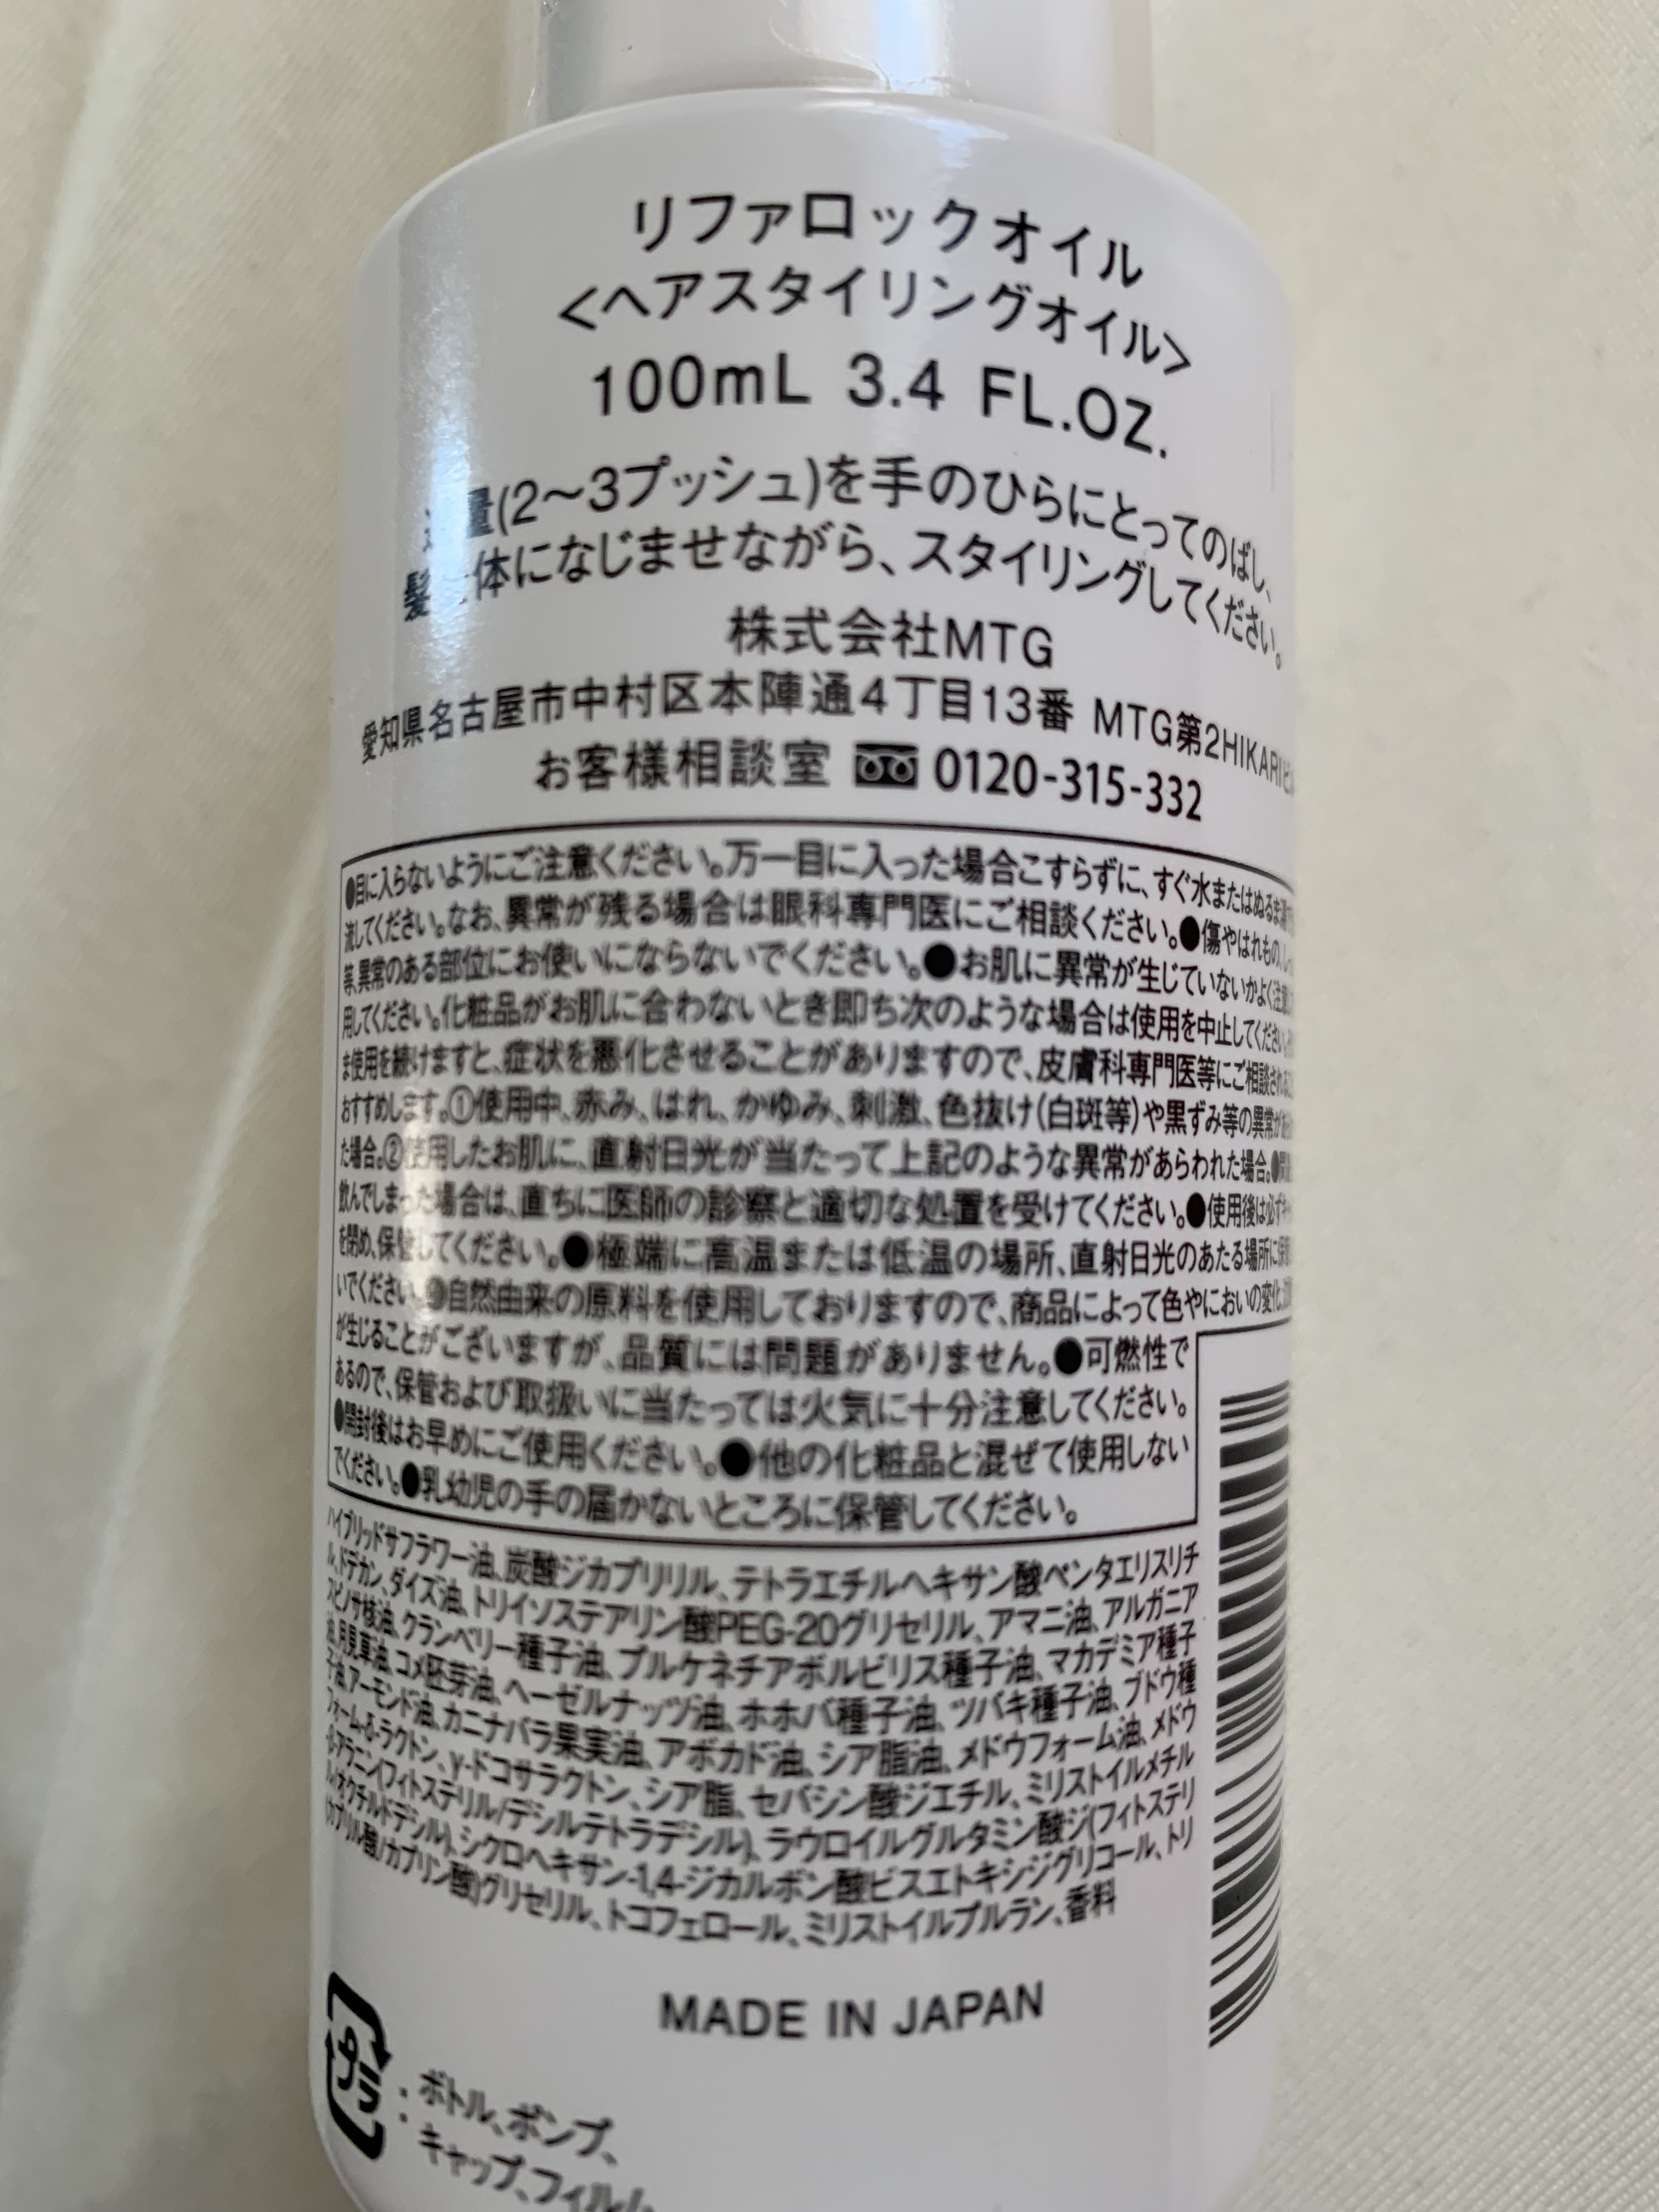 リファロックオイル
<ヘアスタイリングオイル>
100mL 3.4 FL.OZ.
量(2〜3プッシュ)を手のひらにとってのばし、
髪 体になじませながら、スタイリングしてください。
株式会社MTG
愛知県名古屋市中村区本陣通4丁目13番 MTG第2HIKARIビ
お客様相談室 0120-315-332
●目に入らないようにご注意ください。万一目に入った場合こすらずに、すぐ水またはぬるま湯
流してください。なお、異常が残る場合は眼科専門医にご相談ください。●傷やはれもの、
等、異常のある部位にお使いにならないでください。●お肌に異常が生じていないかよく注意
用してください。化粧品がお肌に合わないとき即ち次のような場合は使用を中止してください。
ま使用を続けますと、症状を悪化させることがありますので、皮膚科専門医等にご相談される
おすすめします。①使用中、赤み、はれ、かゆみ、刺激、色抜け(白斑等)や黒ずみ等の異常が
た場合。②使用したお肌に、直射日光が当たって上記のような異常があらわれた場合。●
飲んでしまった場合は、直ちに医師の診察と適切な処置を受けてください。●使用後は必ず
を閉め、保管してください。●極端に高温または低温の場所、直射日光のあたる場所に
いでください。●自然由来の原料を使用しておりますので、商品によって色やにおいの変化、
が生じることがございますが、品質には問題がありません。●可燃性で
あるので、保管および取扱いに当たっては火気に十分注意してください。
●開封後はお早めにご使用ください。●他の化粧品と混ぜて使用しない
でください。●乳幼児の手の届かないところに保管してください。
ハイブリッドサフラワー油、炭酸ジカプリリル、テトラエチルヘキサン酸ペンタエリスリチ
ル、ドデカン、ダイズ油、トリイソステアリン酸PEG-20グリセリル、アマニ油、アルガニア
スピノサ核油、クランベリー種子油、プルケネチアボルビリス種子油、マカデミア種子
油、月見草油、コメ胚芽油、ヘーゼルナッツ油、ホホバ種子油、ツバキ種子油、ブドウ種
子油、アーモンド油、カニナバラ果実油、アボカド油、シア脂油、メドウフォーム油、メドウ
フォーム-δ-ラクトン、γ-ドコサラクトン、シア脂、セバシン酸ジエチル、ミリストイルメチル
-β-アラニン(フィトステリル/デシルテトラデシル)、ラウロイルグルタミン酸ジ(フィトステリ
ル/オクチルドデシル)、シクロヘキサン-1,4-ジカルボン酸ビスエトキシジグリコール、トリ
(カプリル酸/カプリン酸)グリセリル、トコフェロール、ミリストイルプルラン、香料
MADE IN JAPAN
プラ
: ボトル、ポンプ、
: キャップ、フィルム